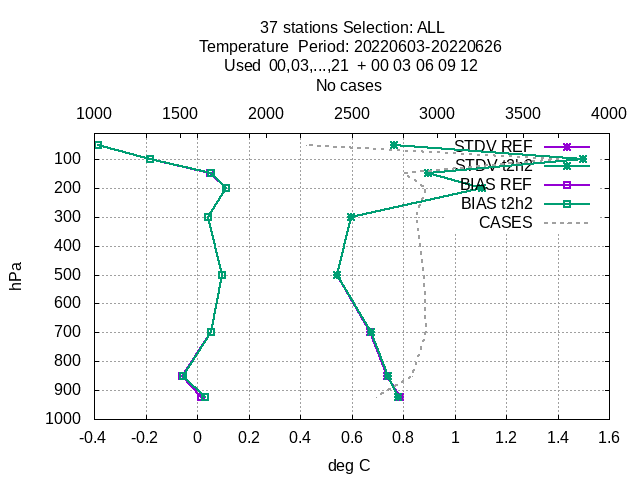 37 stations Selection: ALL
Temperature  Period: 20220603-20220626
Used  00,03,...,21  + 00 03 06 09 12
No cases
1000 1500 2000 2500 3000 3500 4000
STDV REF
STDV t2h2
BIAS REF
BIAS t2h2
CASES
100
200
300
400
500
600
700
800
900
1000
hPa
-0.4 -0.2 0 0.2 0.4 0.6 0.8 1 1.2 1.4 1.6
deg C